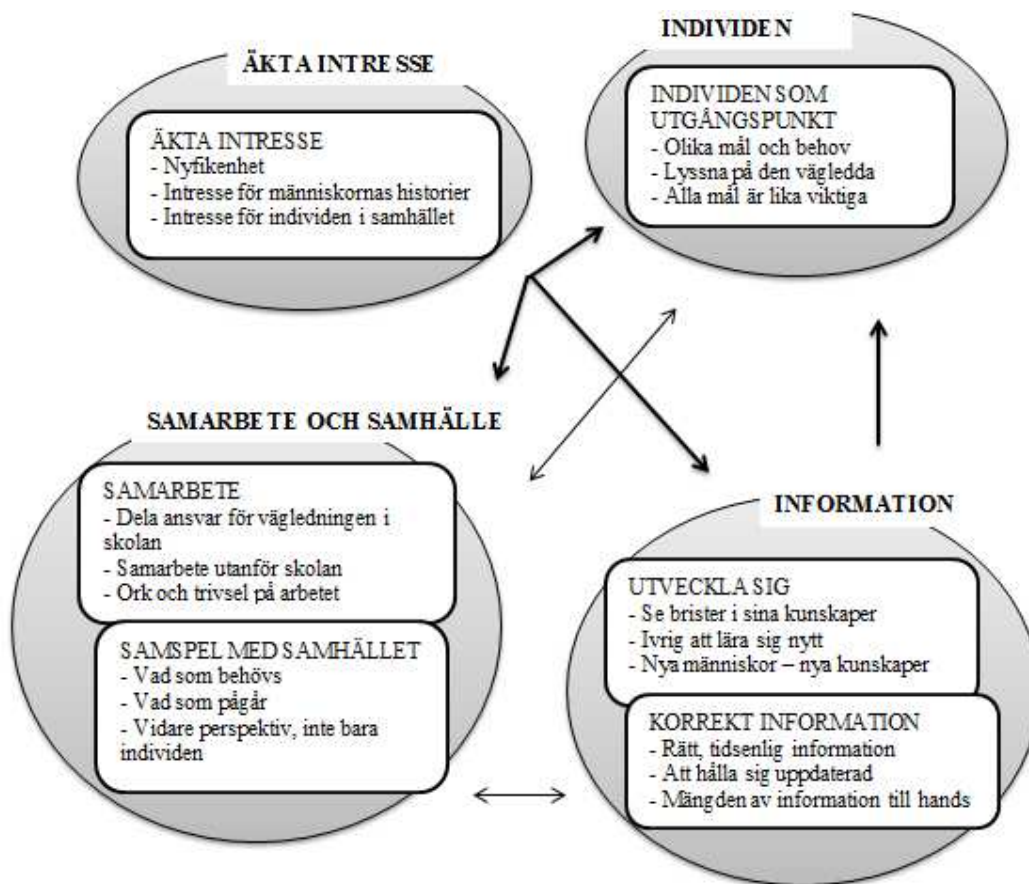 ÄKTA INTRESSE
ÄKTA INTRESSE
- Nyfikenhet
- Intresse för människornas historier
- Intresse för individen i samhället
INDIVIDEN
INDIVIDEN SOM
UTGÅNGSPUNKT
- Olika mål och behov
- Lyssna på den vägledda
- Alla mål är lika viktiga
SAMARBETE OCH SAMHÄLLE
SAMARBETE
- Dela ansvar för vägledningen i
skolan
- Samarbete utanför skolan
- Ork och trivsel på arbetet
SAMSPEL MED SAMHÄLLET
- Vad som behövs
- Vad som pågår
- Vidare perspektiv, inte bara
individen
INFORMATION
UTVECKLA SIG
- Se brister i sina kunskaper
- Ivrig att lära sig nytt
- Nya människor – nya kunskaper
KORREKT INFORMATION
- Rätt, tidsenlig information
- Att hålla sig uppdaterad
- Mängden av information till hands